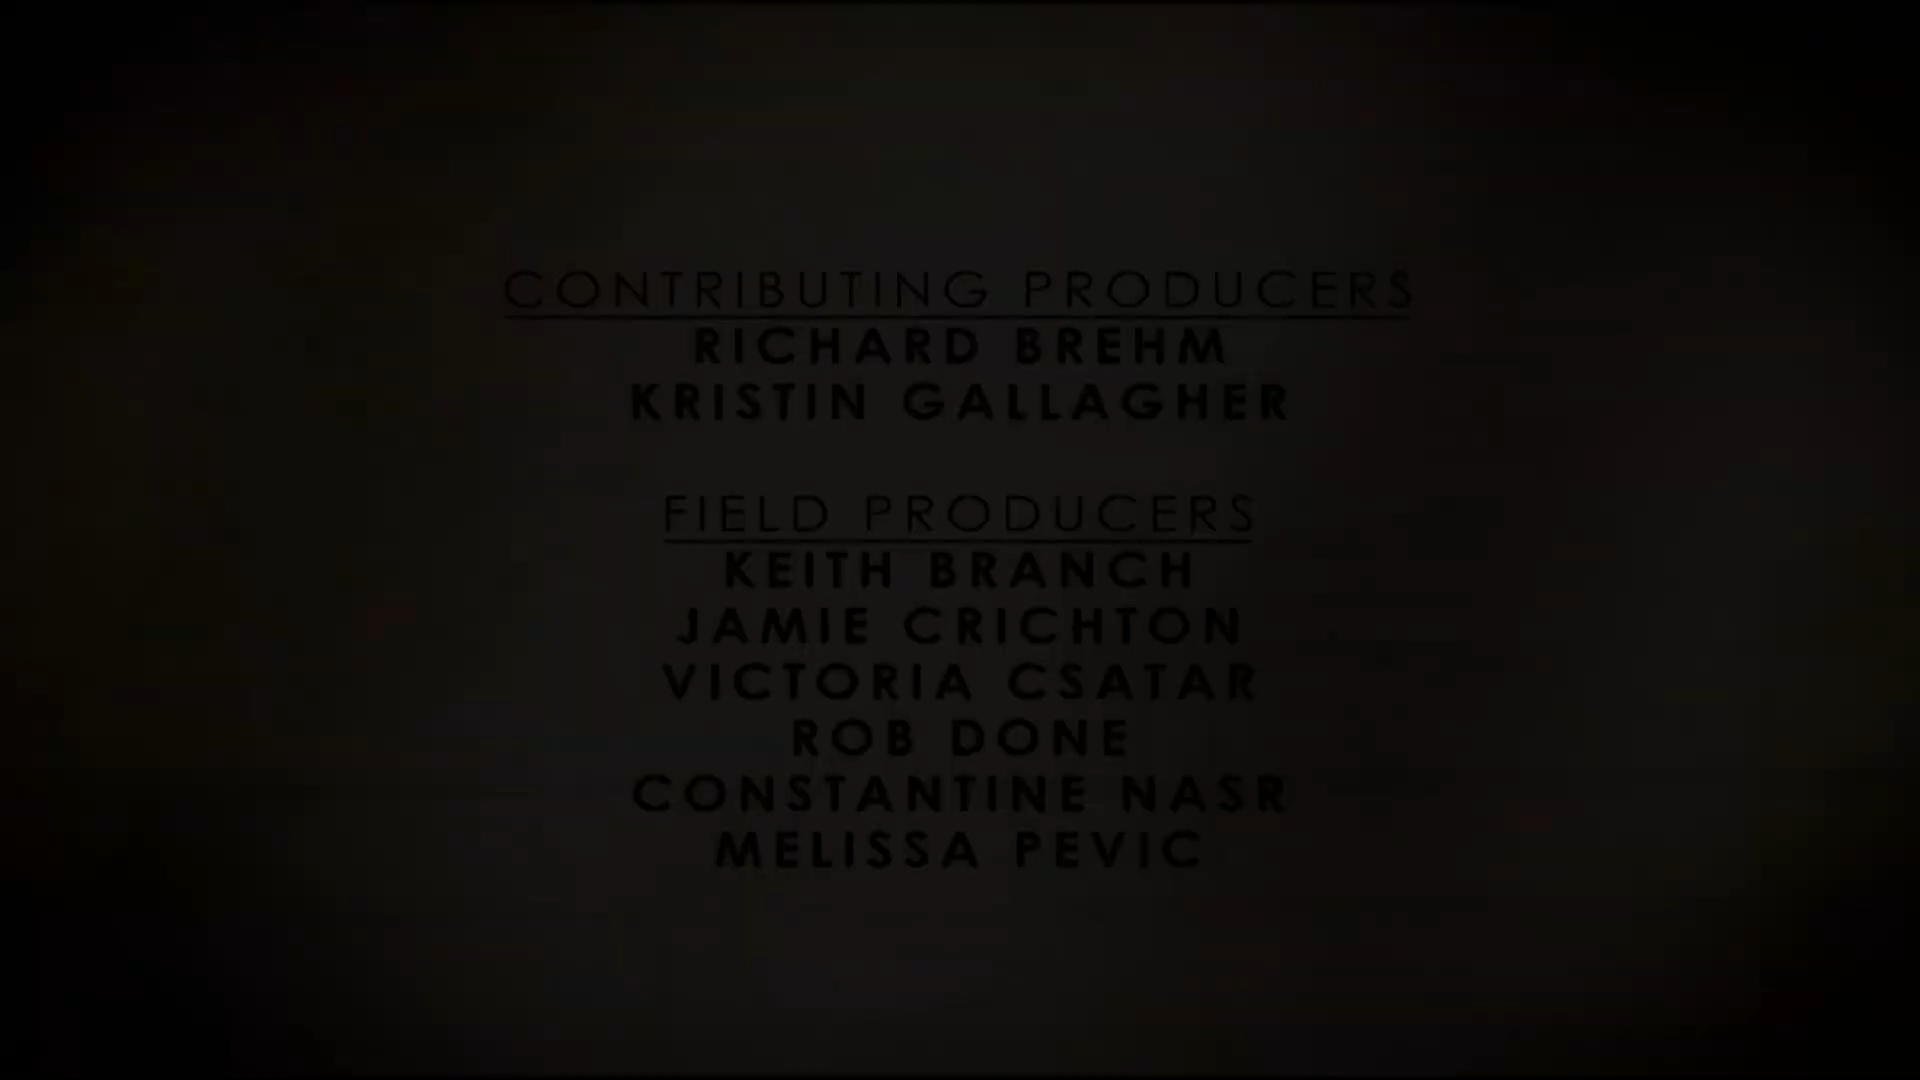 CONTRIBUTING PRODUCERS
RICHARD BREHM
KRISTIN GALLAGHER
FIELD PRODUCERS
KEITH BRANCH
JAMIE CRICHTON
VICTORIA CSATAR
ROB DONE
CONSTANTINE NASR
MELISSA PEVIC